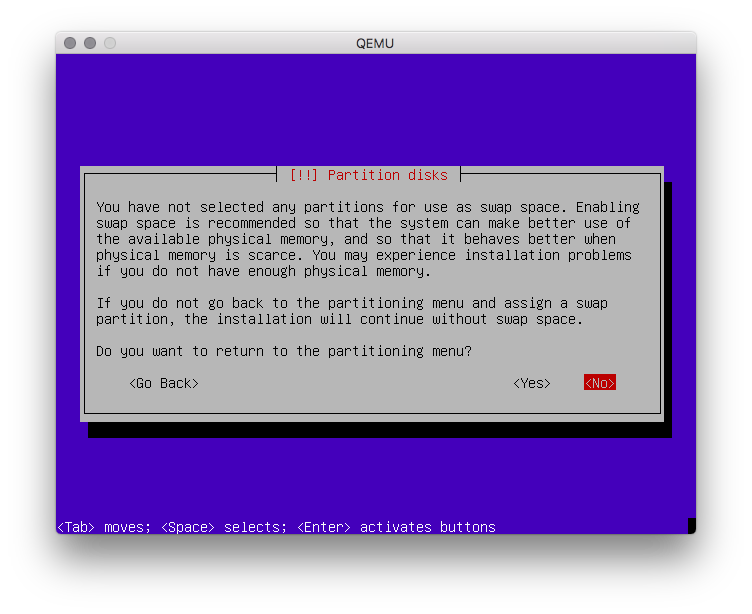 QEMU
[!!] Partition disks
You have not selected any partitions for use as swap space. Enabling
swap space is recommended so that the system can make better use of
the available physical memory, and so that it behaves better when
physical memory is scarce. You may experience installation problems
if you do not have enough physical memory.
If you do not go back to the partitioning menu and assign a swap
partition, the installation will continue without swap space.
Do you want to return to the partitioning menu?
<Go Back> <Yes> <No>
<Tab> moves; <Space> selects; <Enter> activates buttons